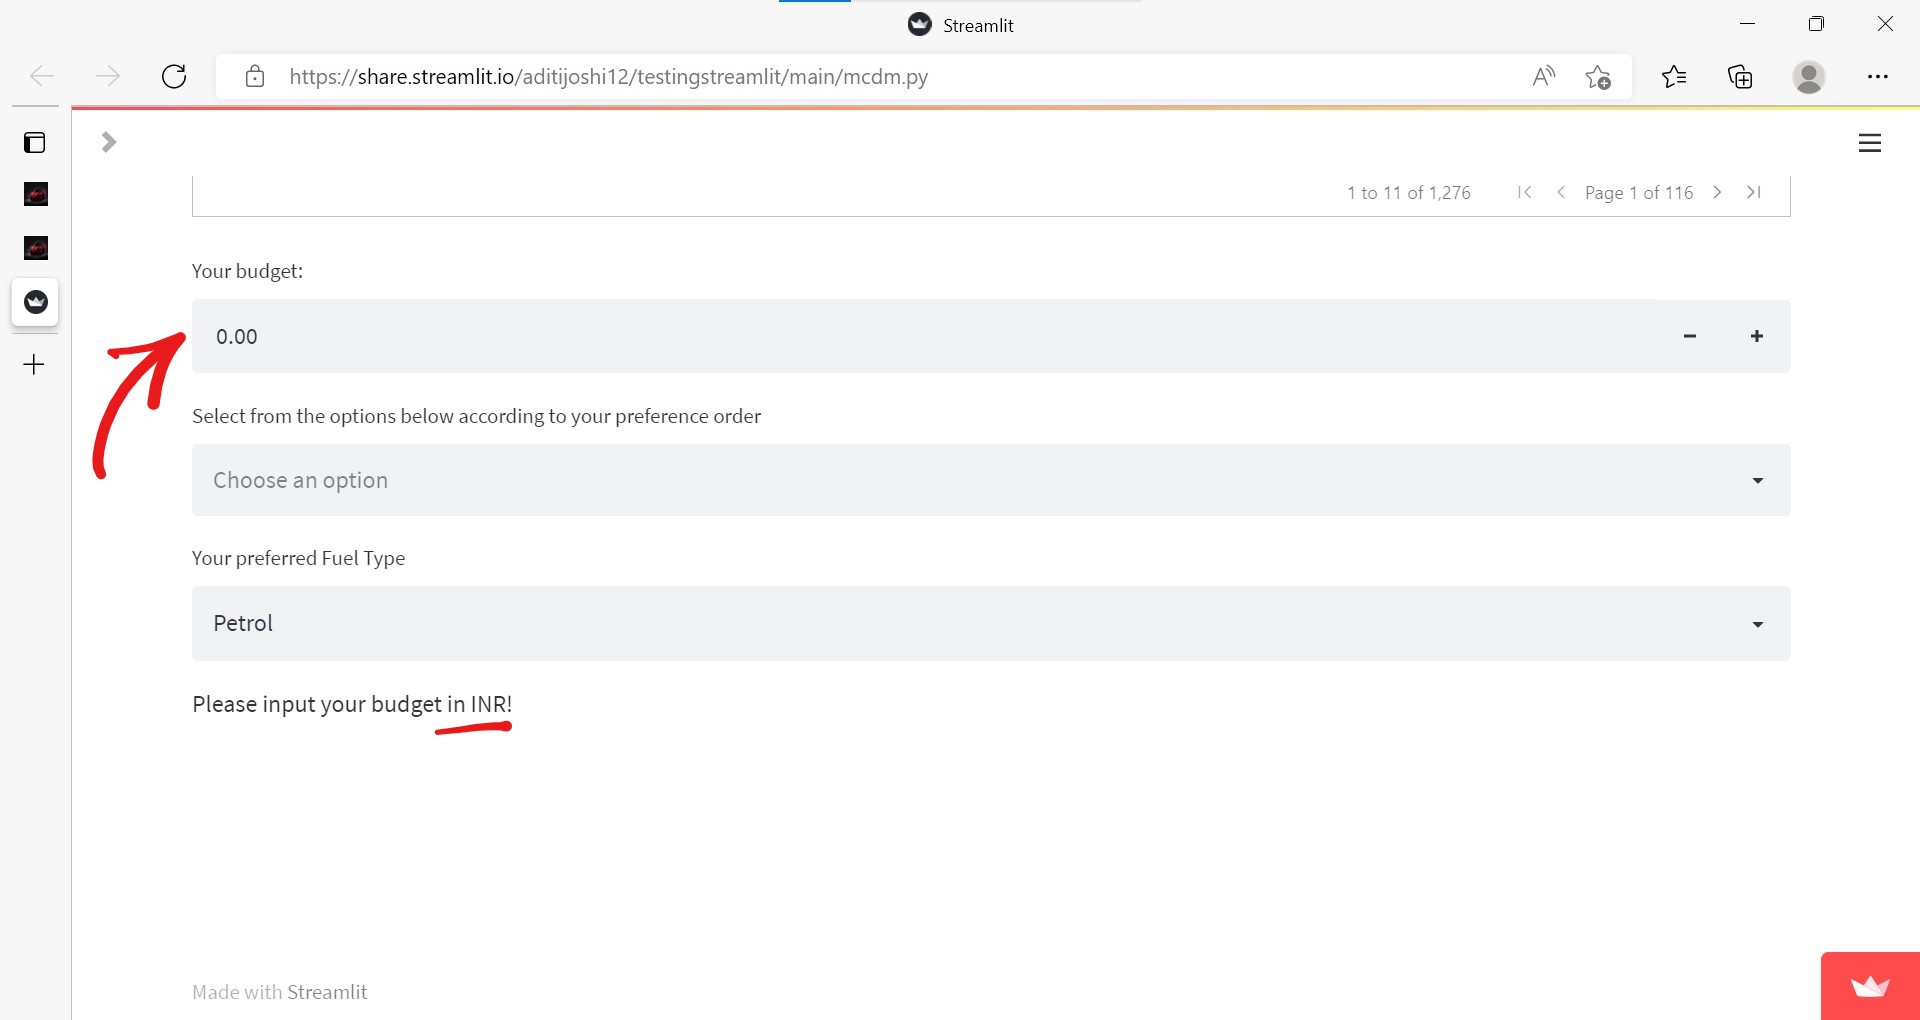 Streamlit
https://share.streamlit.io/aditijoshi12/testingstreamlit/main/mcdm.py
1 to 11 of 1,276 Page 1 of 116
Your budget:
0.00
Select from the options below according to your preference order
Choose an option
Your preferred Fuel Type
Petrol
Please input your budget in INR!
Made with Streamlit